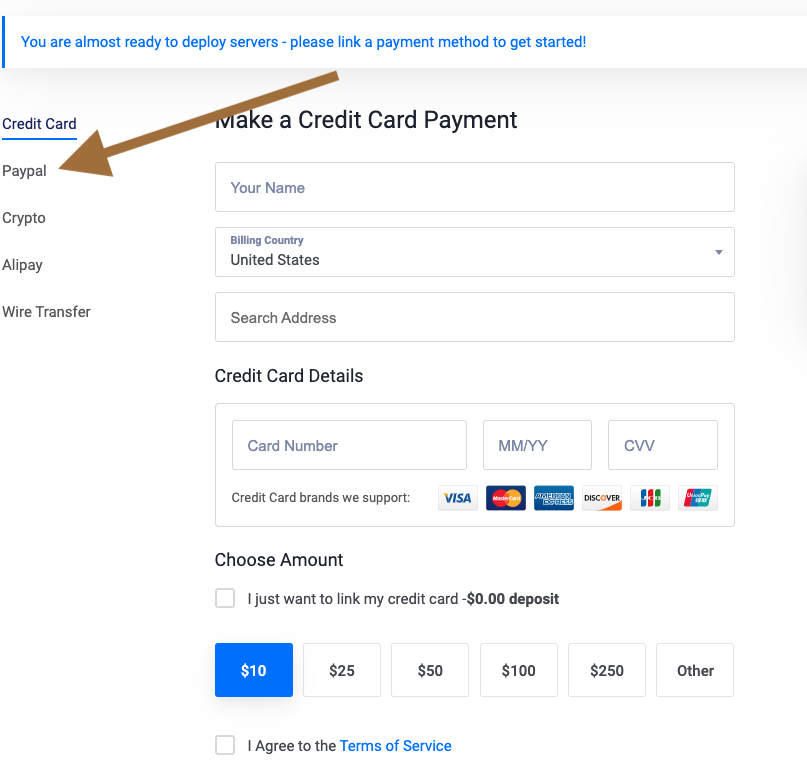 You are almost ready to deploy servers - please link a payment method to get started!
Credit Card
Paypal
Crypto
Alipay
Wire Transfer
Make a Credit Card Payment
Your Name
Billing Country
United States
Search Address
Credit Card Details
Card Number MM/YY CVV
Credit Card brands we support: VISA MasterCard AMERICAN EXPRESS DISCOVER JCB UnionPay 银联
Choose Amount
I just want to link my credit card -$0.00 deposit
$10 $25 $50 $100 $250 Other
I Agree to the Terms of Service